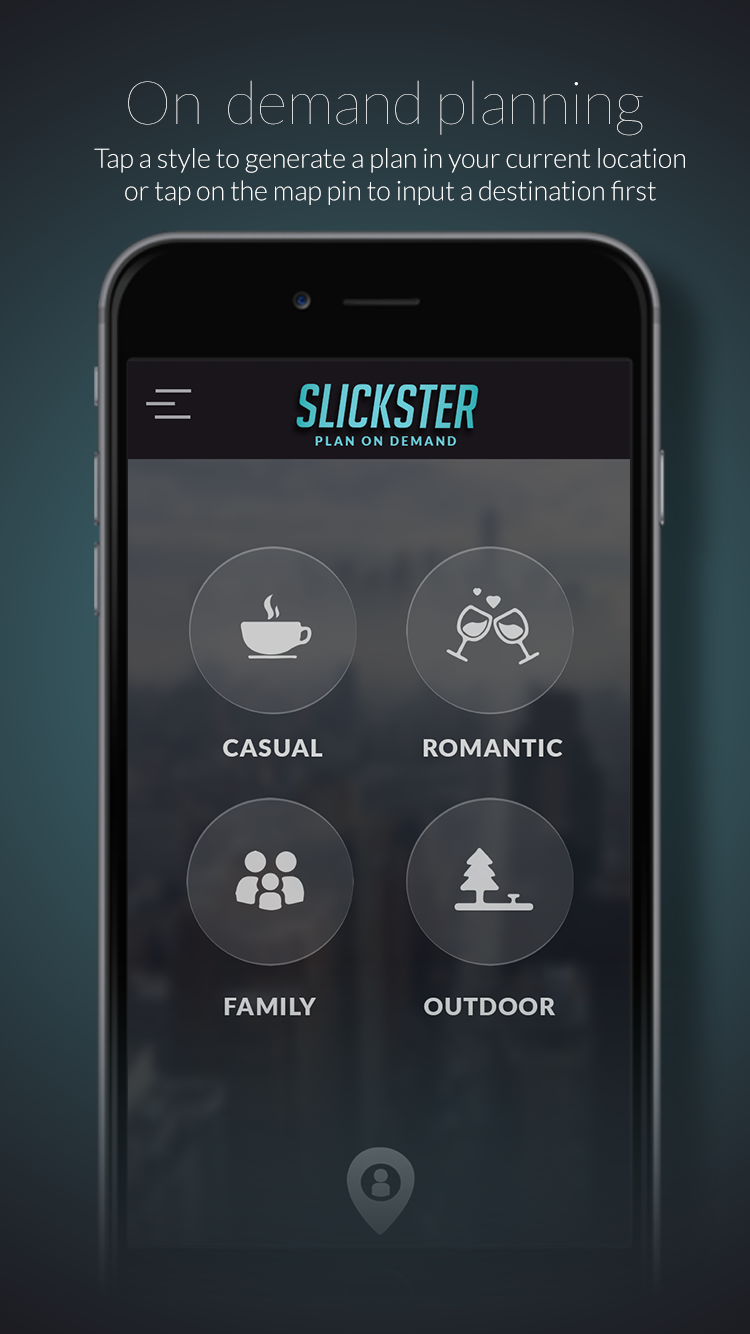 On demand planning
Tap a style to generate a plan in your current location
or tap on the map pin to input a destination first
SLICKSTER
PLAN ON DEMAND
CASUAL
ROMANTIC
FAMILY
OUTDOOR